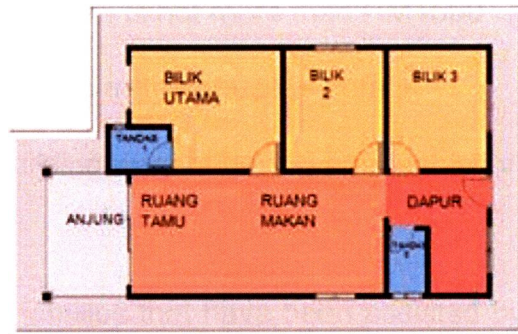 BILIK
UTAMA
BILIK
2
BILIK 3
TANDAS
1
ANJUNG
RUANG
TAMU
RUANG
MAKAN
DAPUR
TANDAS
2